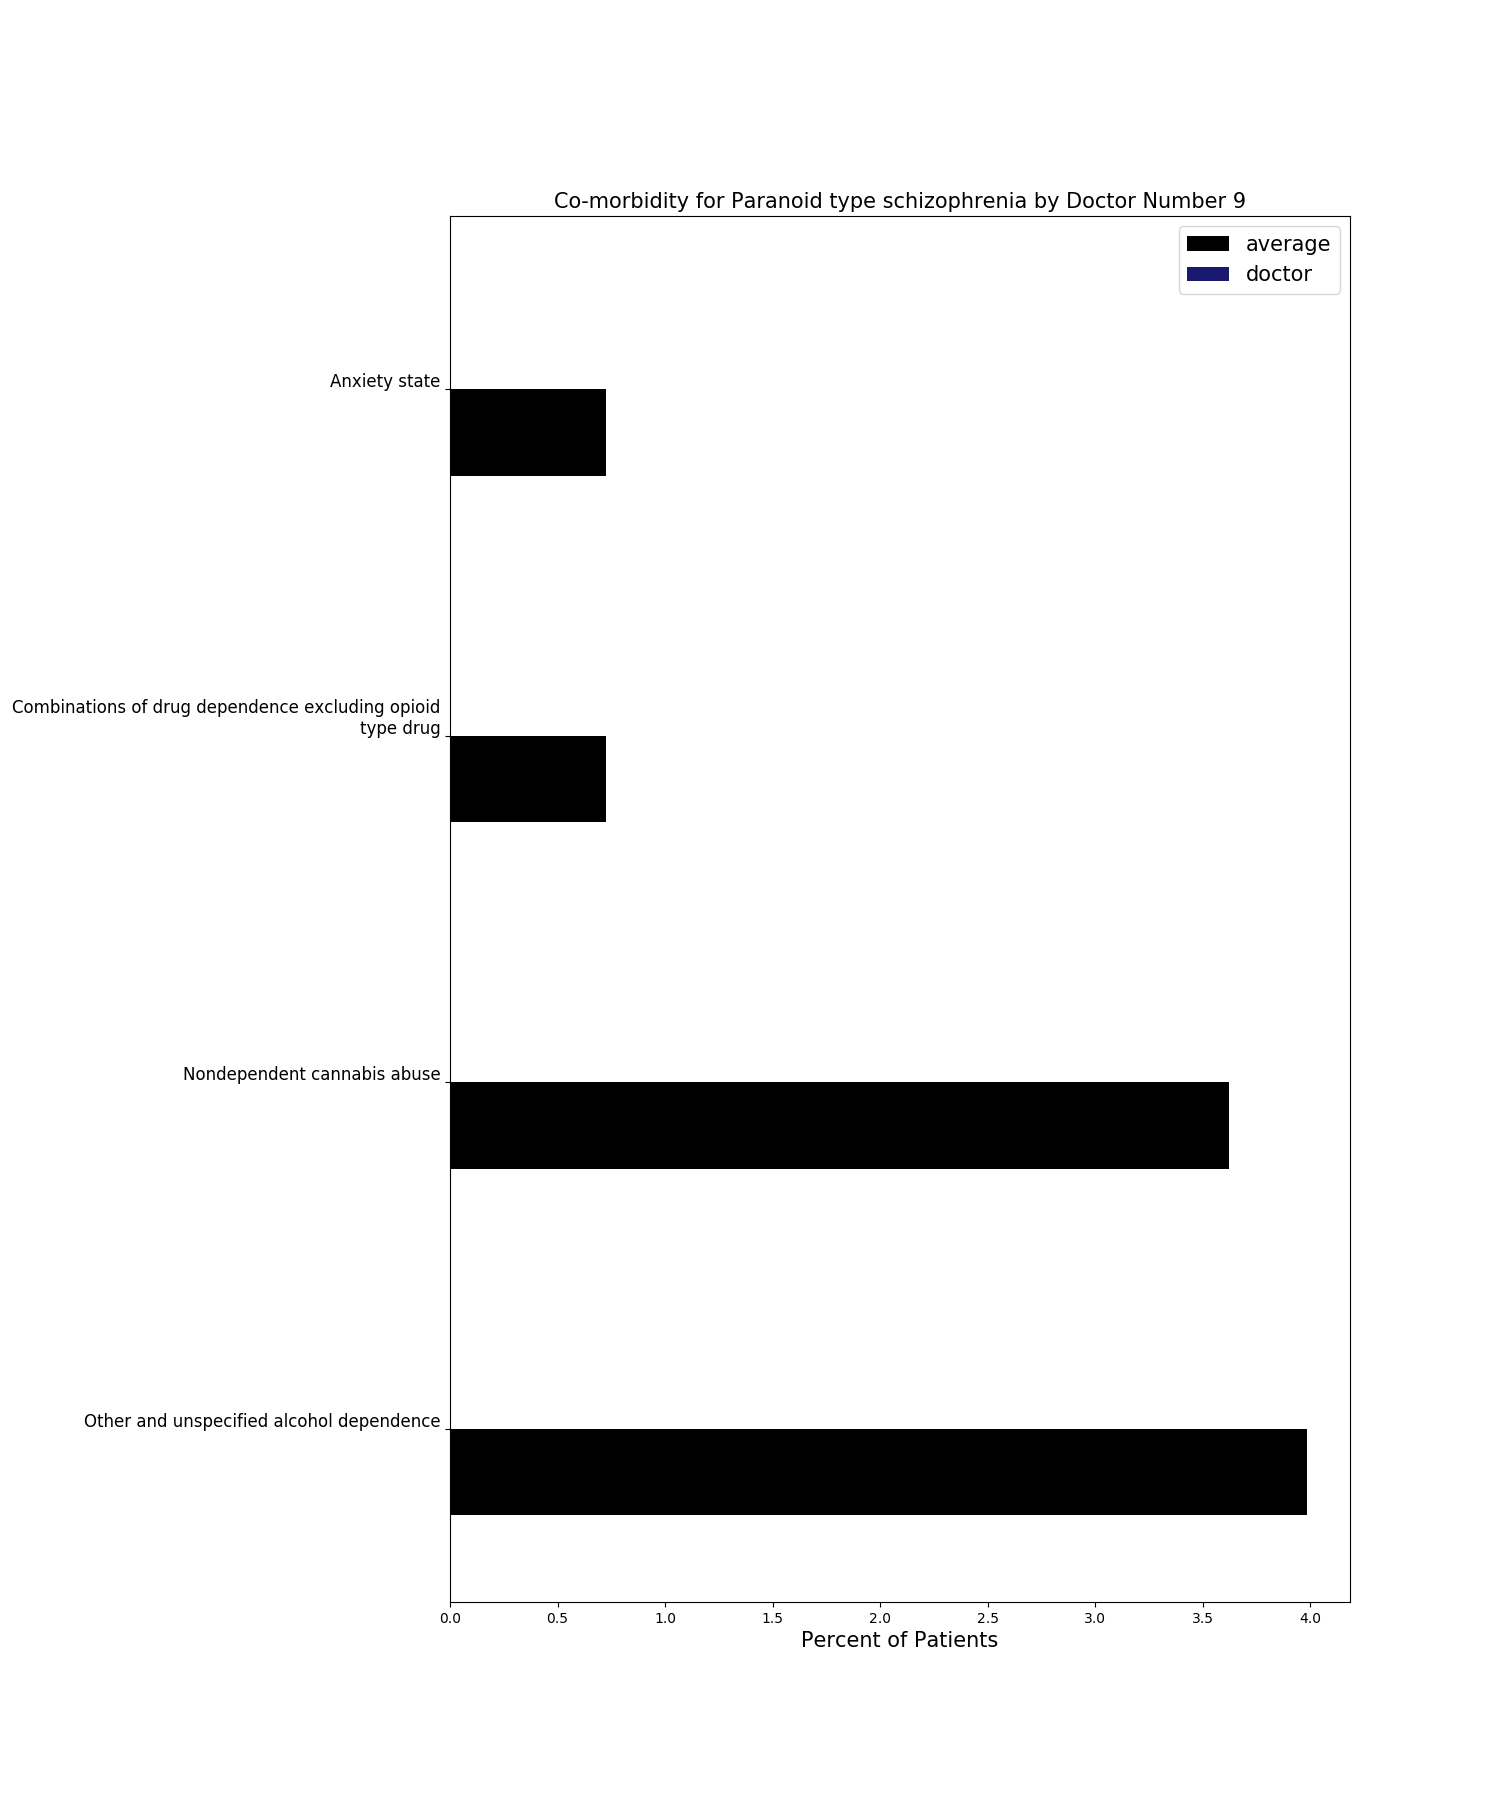 Co-morbidity for Paranoid type schizophrenia by Doctor Number 9
average
doctor
Anxiety state
Combinations of drug dependence excluding opioid
type drug
Nondependent cannabis abuse
Other and unspecified alcohol dependence
0.0 0.5 1.0 1.5 2.0 2.5 3.0 3.5 4.0
Percent of Patients